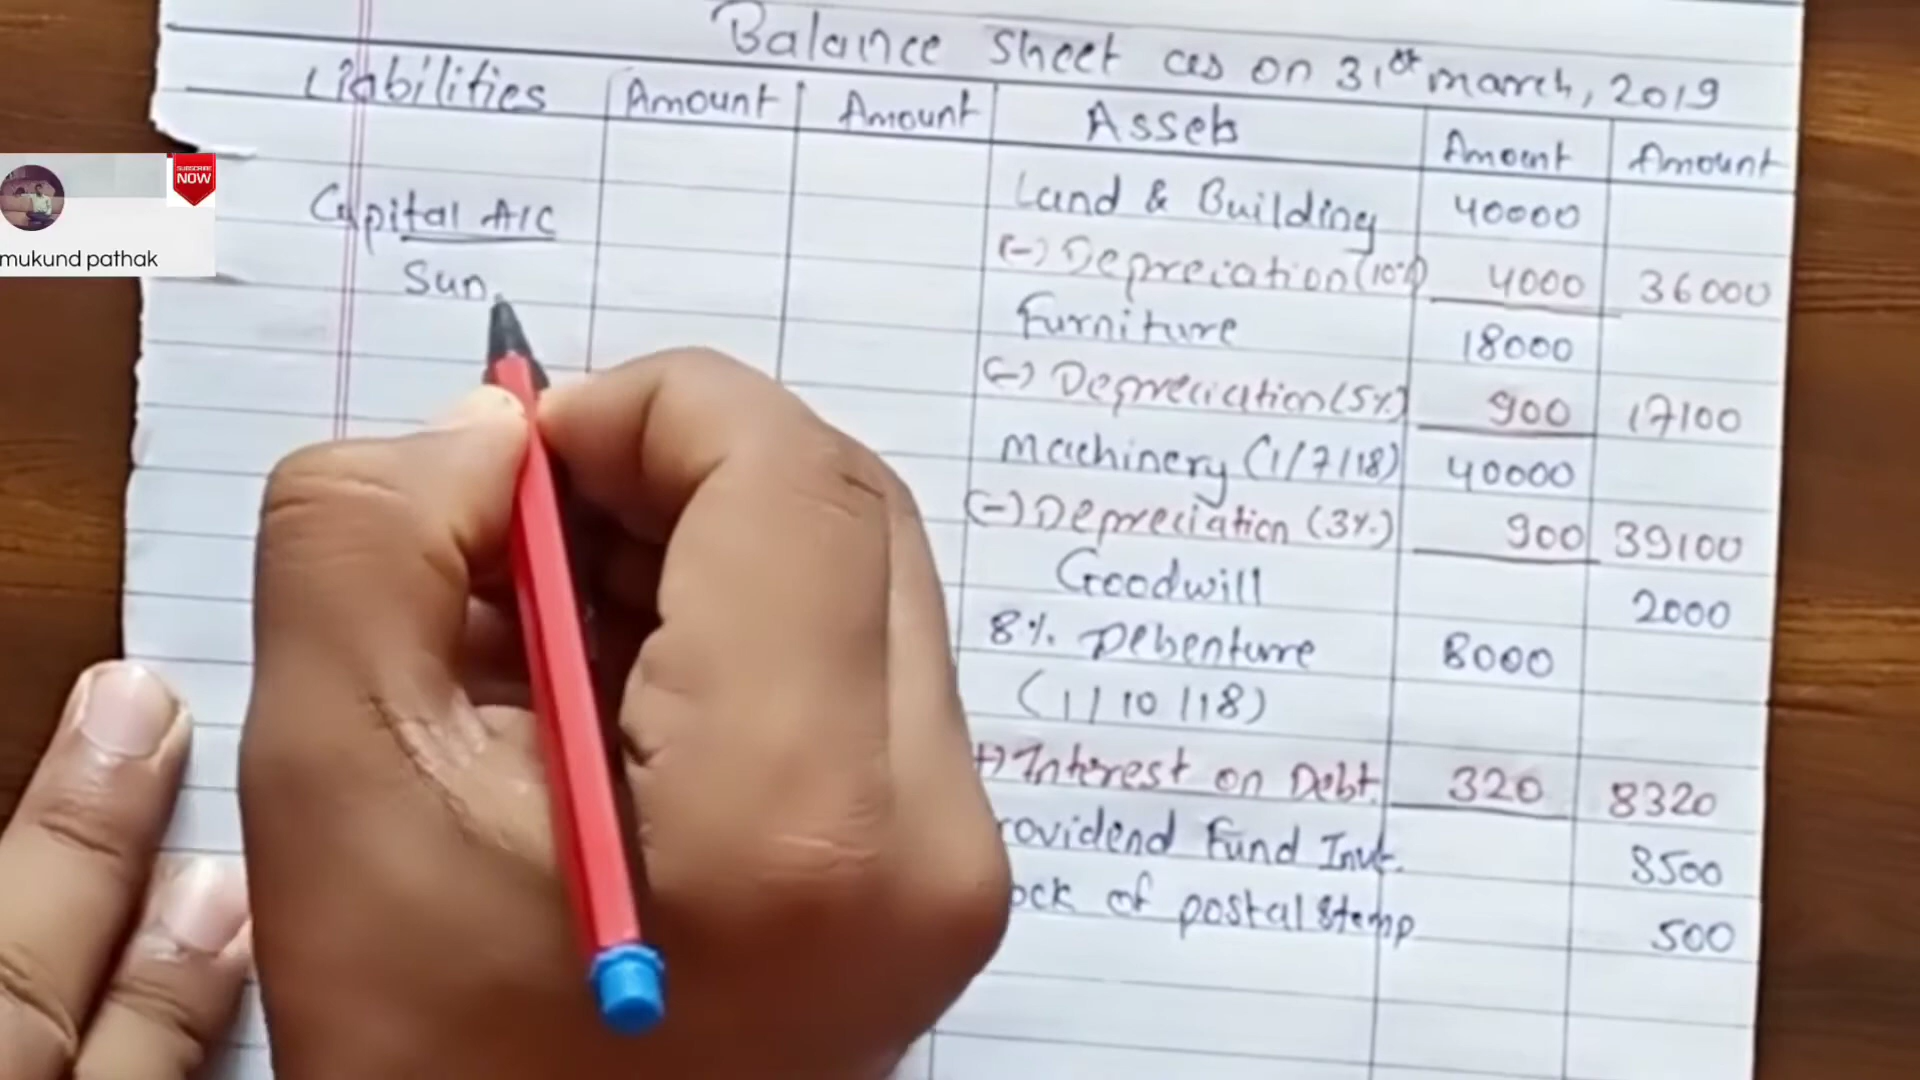 Balance Sheet as on 31st march, 2019
Liabilities Amount Amount Assets Amount Amount
SUBSCRIBE
NOW
mukund pathak
Capital A/C
Sun
Land & Building 40000
(-) Depreciation (10%) 4000 36000
Furniture 18000
(-) Depreciation (5%) 900 17100
Machinery (1/7/18) 40000
(-) Depreciation (3%) 900 39100
Goodwill 2000
8% Debenture 8000
(1/10/18)
+) Interest on Debt. 320 8320
rovidend Fund Invt. 8500
ock of postal stamp 500